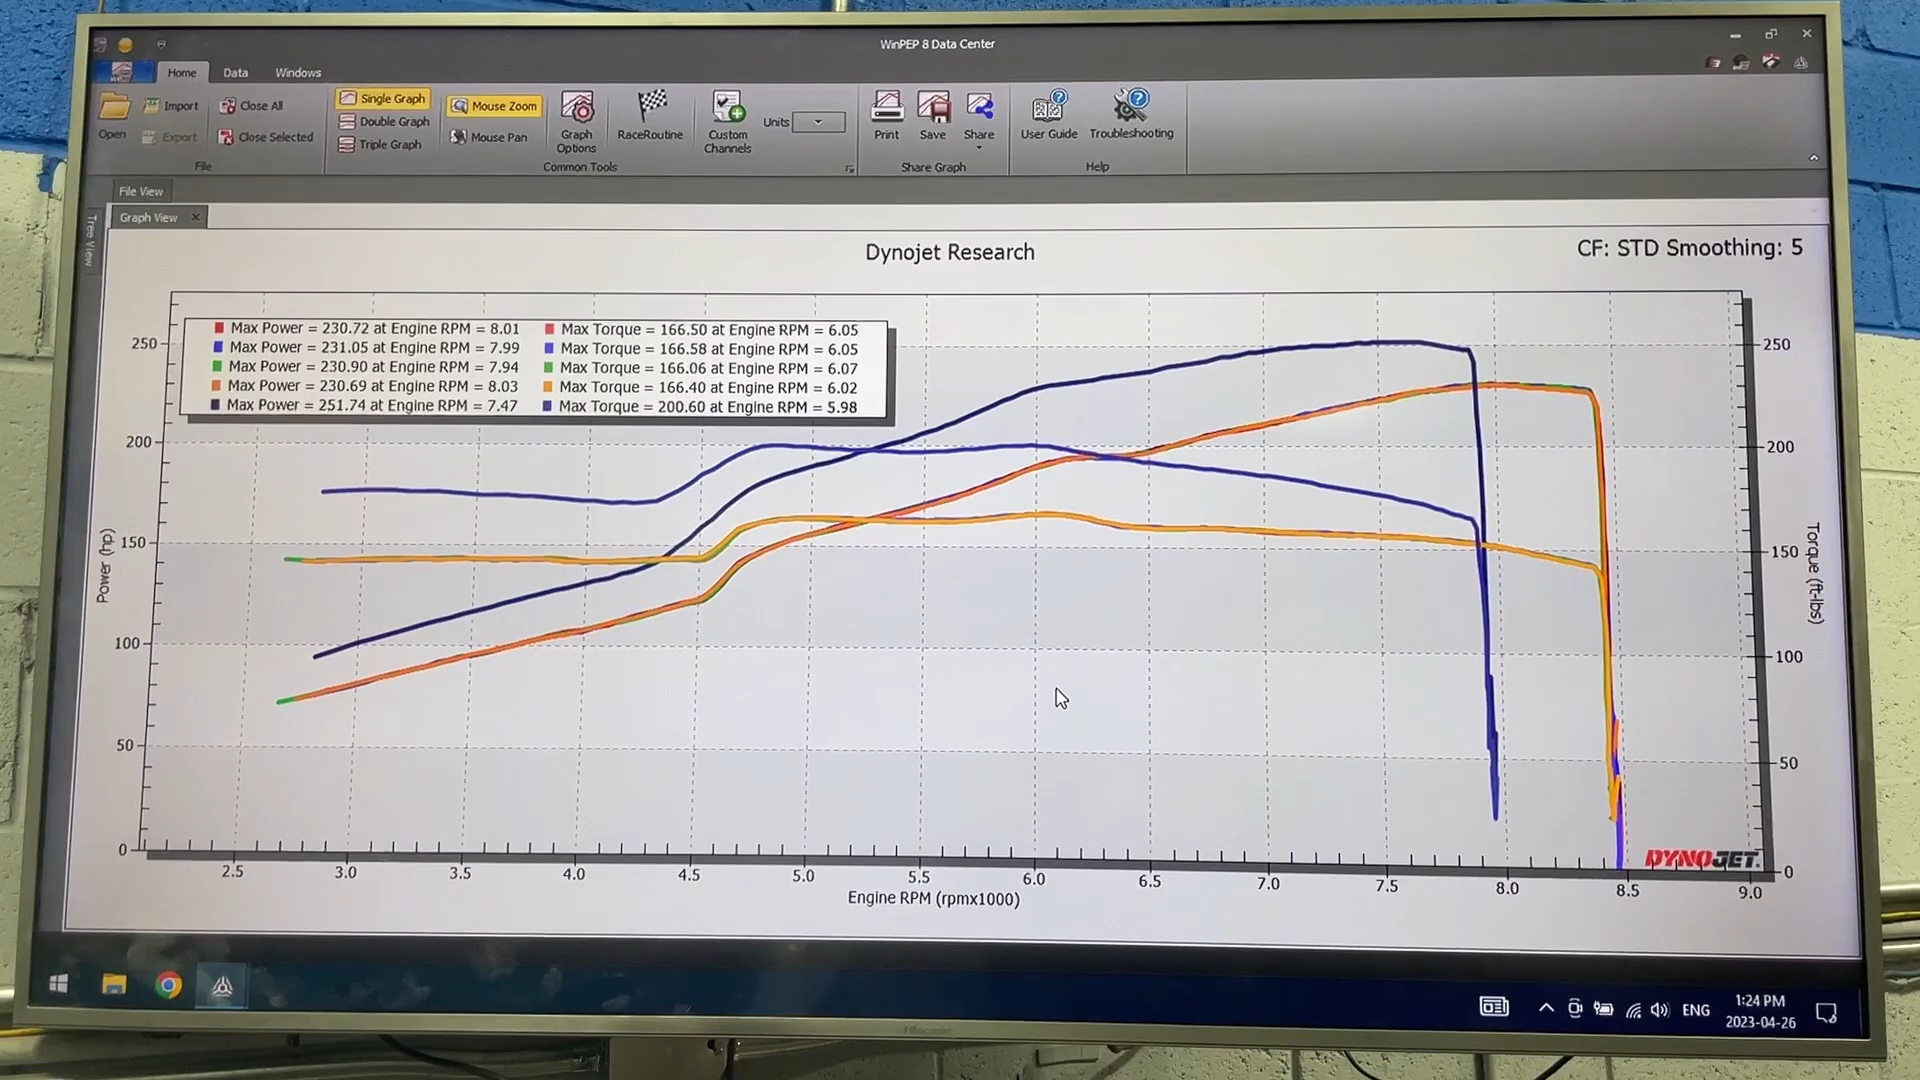 WinPEP 8 Data Center
Home Data Windows
Open
Import
Export
Close All
Close Selected
File
Single Graph
Double Graph
Triple Graph
Mouse Zoom
Mouse Pan
Graph Options
RaceRoutine
Custom Channels
Units
Common Tools
Print
Save
Share
Share Graph
User Guide
Troubleshooting
Help
File View
Graph View
Tree View
Dynojet Research
CF: STD Smoothing: 5
Max Power = 230.72 at Engine RPM = 8.01 Max Torque = 166.50 at Engine RPM = 6.05
Max Power = 231.05 at Engine RPM = 7.99 Max Torque = 166.58 at Engine RPM = 6.05
Max Power = 230.90 at Engine RPM = 7.94 Max Torque = 166.06 at Engine RPM = 6.07
Max Power = 230.69 at Engine RPM = 8.03 Max Torque = 166.40 at Engine RPM = 6.02
Max Power = 251.74 at Engine RPM = 7.47 Max Torque = 200.60 at Engine RPM = 5.98
250
200
150
100
50
0
Power (hp)
250
200
150
100
50
0
Torque (ft-lbs)
DYNOJET.
2.5 3.0 3.5 4.0 4.5 5.0 5.5 6.0 6.5 7.0 7.5 8.0 8.5 9.0
Engine RPM (rpmx1000)
ENG
1:24 PM
2023-04-26
Hisense